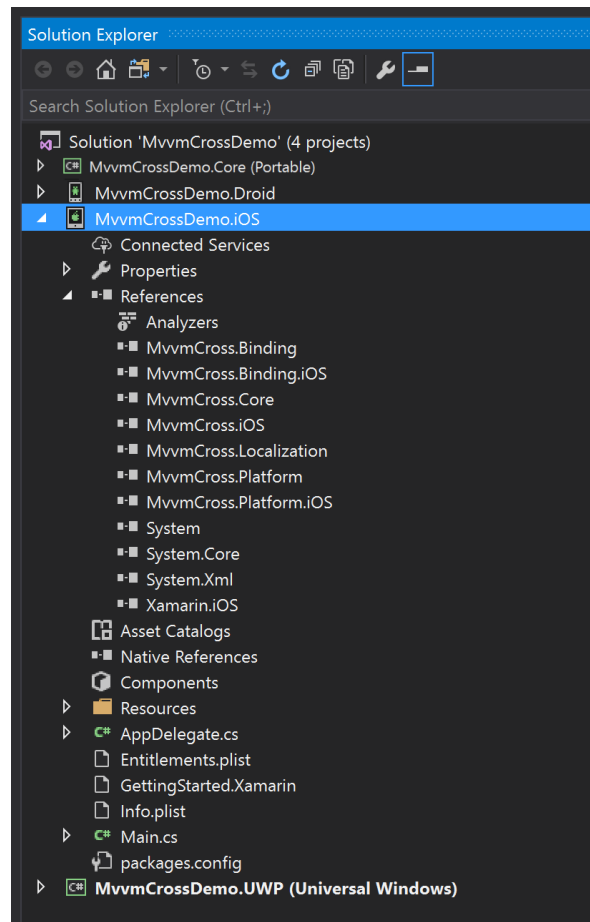 Solution Explorer
Search Solution Explorer (Ctrl+;)
Solution 'MvvmCrossDemo' (4 projects)
C# MvvmCrossDemo.Core (Portable)
MvvmCrossDemo.Droid
MvvmCrossDemo.iOS
Connected Services
Properties
References
Analyzers
MvvmCross.Binding
MvvmCross.Binding.iOS
MvvmCross.Core
MvvmCross.iOS
MvvmCross.Localization
MvvmCross.Platform
MvvmCross.Platform.iOS
System
System.Core
System.Xml
Xamarin.iOS
Asset Catalogs
Native References
Components
Resources
C# AppDelegate.cs
Entitlements.plist
GettingStarted.Xamarin
Info.plist
C# Main.cs
packages.config
C# MvvmCrossDemo.UWP (Universal Windows)